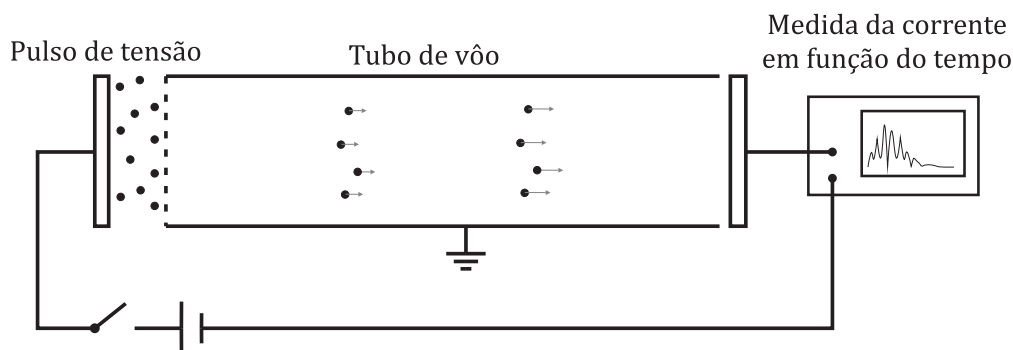 Pulso de tensão
Tubo de vôo
Medida da corrente
em função do tempo